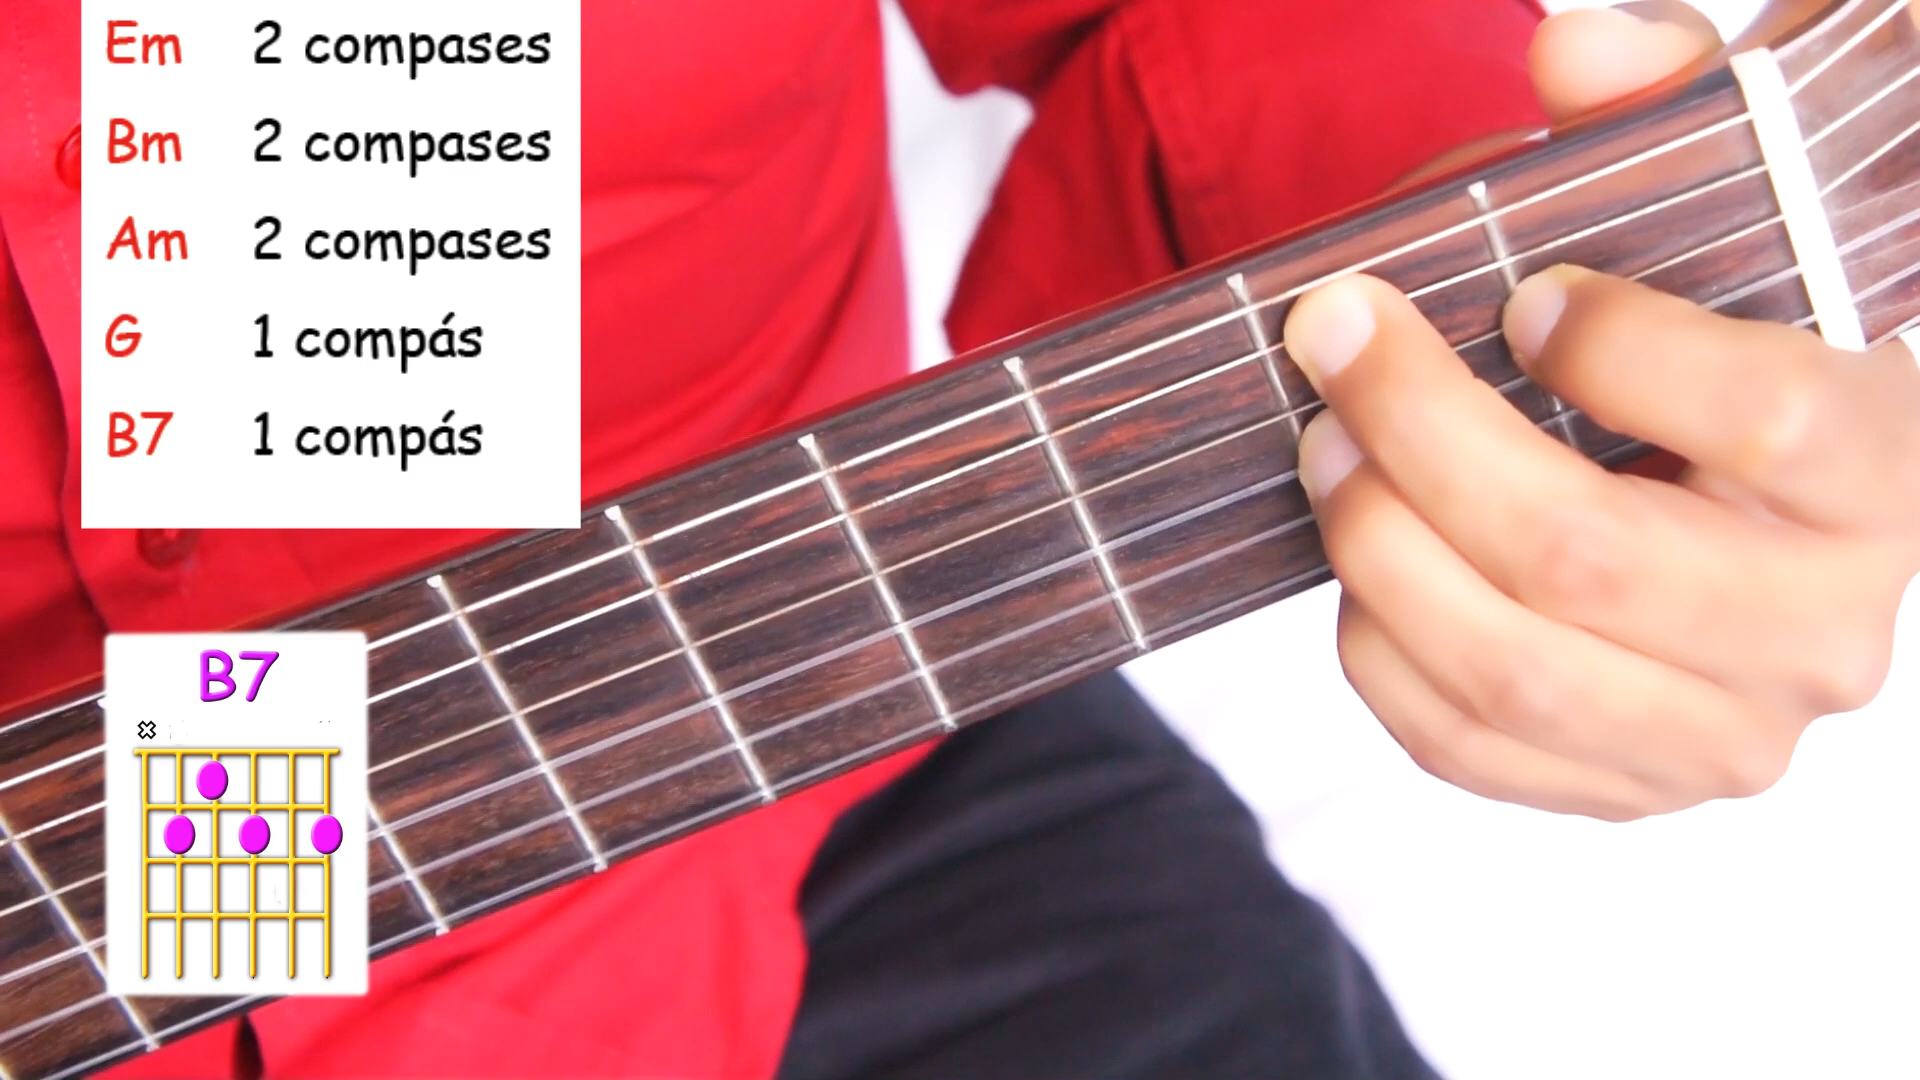 Em 2 compases
Bm 2 compases
Am 2 compases
G 1 compás
B7 1 compás
B7